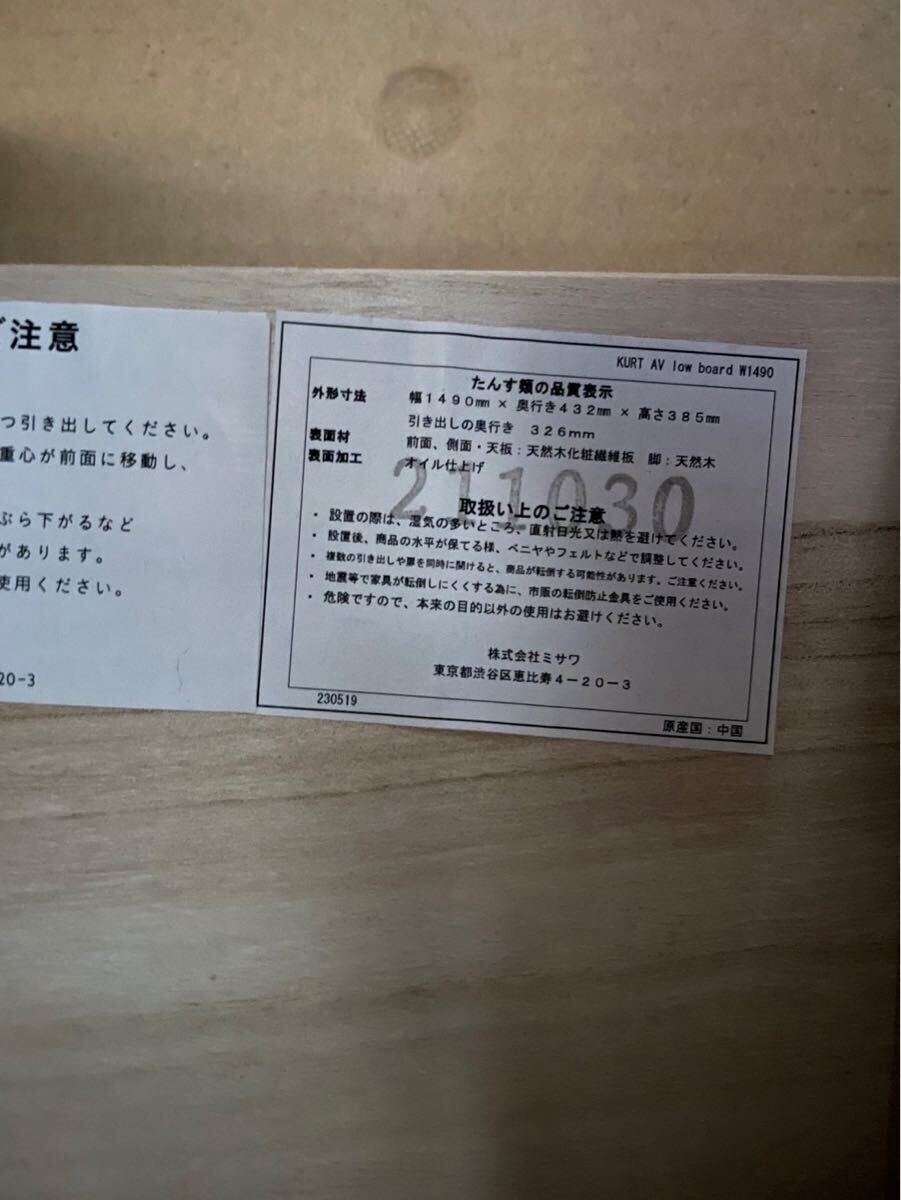 ご注意
つ引き出してください。
重心が前面に移動し、
ぶら下がるなど
があります。
使用ください。
20-3
KURT AV low board W1490
たんす類の品質表示
外形寸法 幅1490mm × 奥行き432mm × 高さ385mm
引き出しの奥行き 326mm
表面材 前面、側面・天板：天然木化粧繊維板 脚：天然木
表面加工 オイル仕上げ
211030
取扱い上のご注意
・設置の際は、湿気の多いところ、直射日光又は熱を避けてください。
・設置後、商品の水平が保てる様、ベニヤやフェルトなどで調整してください。
・複数の引き出しや扉を同時に開けると、商品が転倒する可能性があります。ご注意ください。
・地震等で家具が転倒しにくくする為に、市販の転倒防止金具をご使用ください。
・危険ですので、本来の目的以外の使用はお避けください。
株式会社ミサワ
東京都渋谷区恵比寿4－20－3
230519
原産国：中国